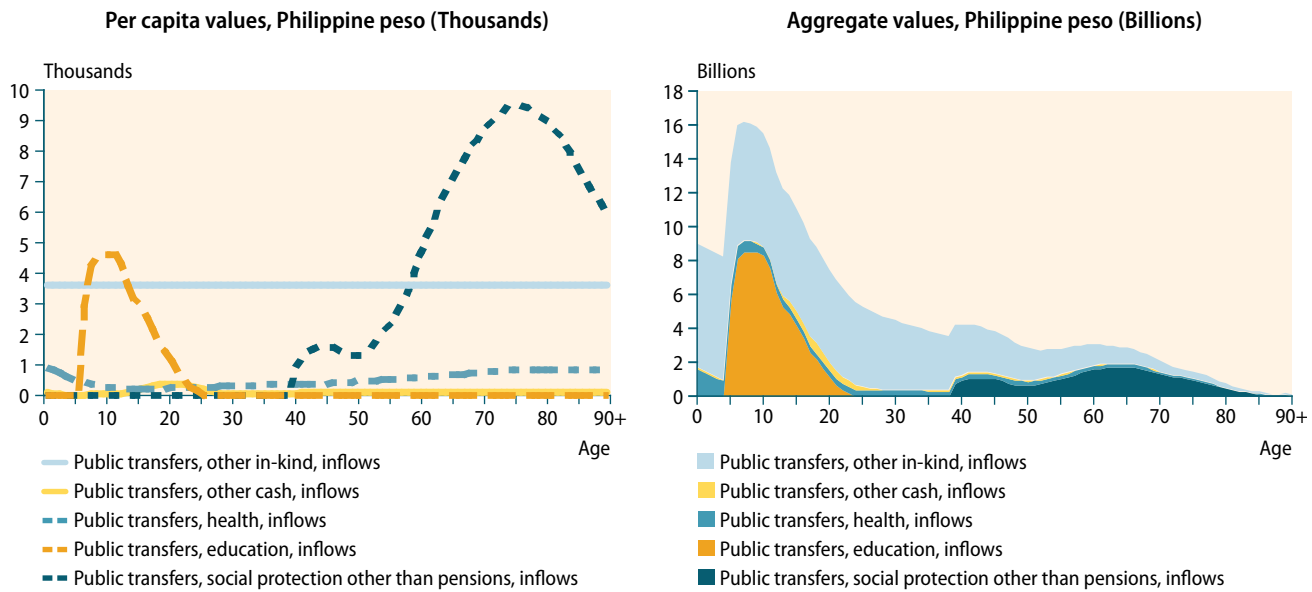 Per capita values, Philippine peso (Thousands)
Thousands
10
9
8
7
6
5
4
3
2
1
0
0 10 20 30 40 50 60 70 80 90+
Age
Public transfers, other in-kind, inflows
Public transfers, other cash, inflows
Public transfers, health, inflows
Public transfers, education, inflows
Public transfers, social protection other than pensions, inflows
Aggregate values, Philippine peso (Billions)
Billions
18
16
14
12
10
8
6
4
2
0
0 10 20 30 40 50 60 70 80 90+
Age
Public transfers, other in-kind, inflows
Public transfers, other cash, inflows
Public transfers, health, inflows
Public transfers, education, inflows
Public transfers, social protection other than pensions, inflows